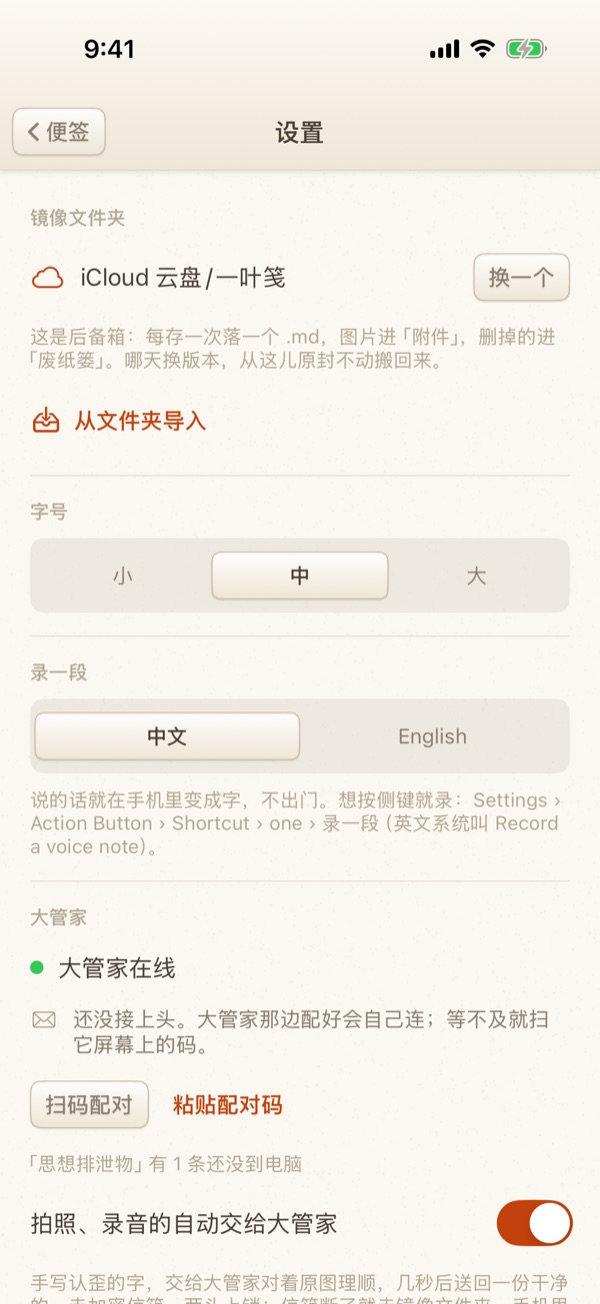 9:41
便签
设置
镜像文件夹
iCloud 云盘/一叶笺
换一个
这是后备箱：每存一次落一个 .md，图片进「附件」，删掉的进
「废纸篓」。哪天换版本，从这儿原封不动搬回来。
从文件夹导入
字号
小
中
大
录一段
中文
English
说的话就在手机里变成字，不出门。想按侧键就录：Settings ›
Action Button › Shortcut › one › 录一段（英文系统叫 Record
a voice note）。
大管家
大管家在线
还没接上头。大管家那边配好会自己连；等不及就扫
它屏幕上的码。
扫码配对
粘贴配对码
「思想排泄物」有 1 条还没到电脑
拍照、录音的自动交给大管家
手写认歪的字，交给大管家对着原图理顺，几秒后送回一份干净